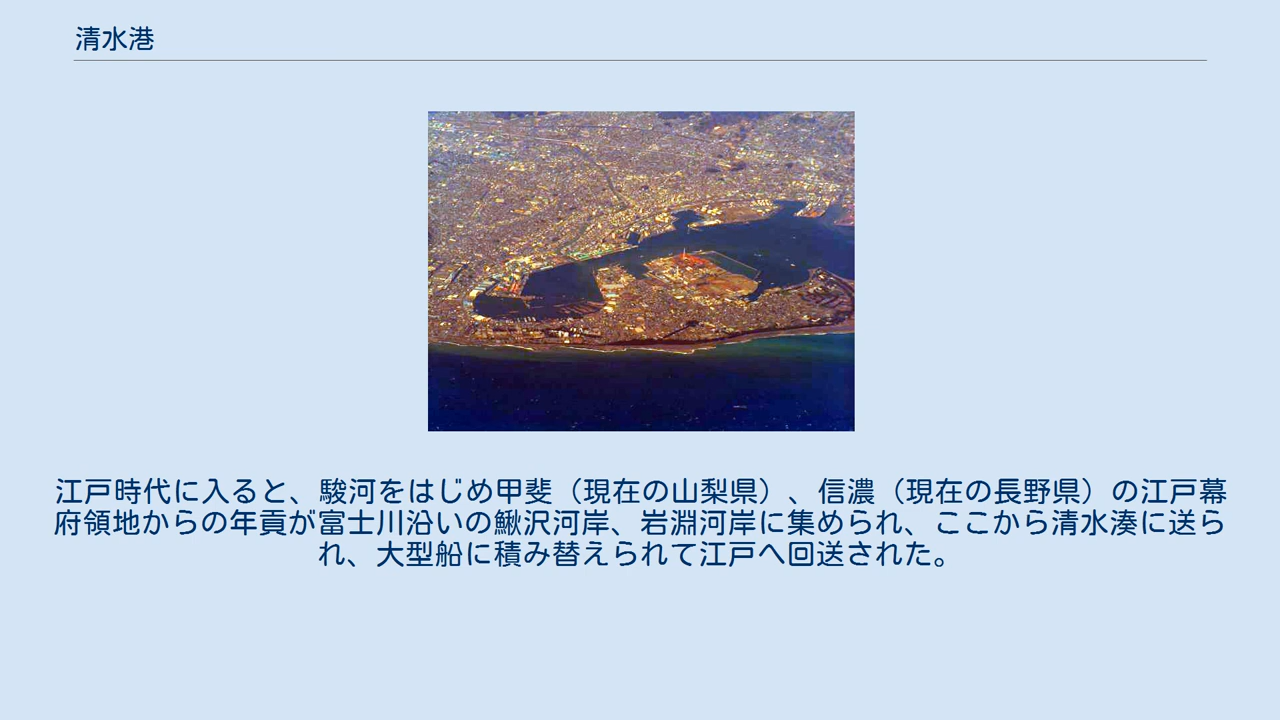 清水港
江戸時代に入ると、駿河をはじめ甲斐（現在の山梨県）、信濃（現在の長野県）の江戸幕
府領地からの年貢が富士川沿いの鰍沢河岸、岩淵河岸に集められ、ここから清水湊に送ら
れ、大型船に積み替えられて江戸へ回送された。